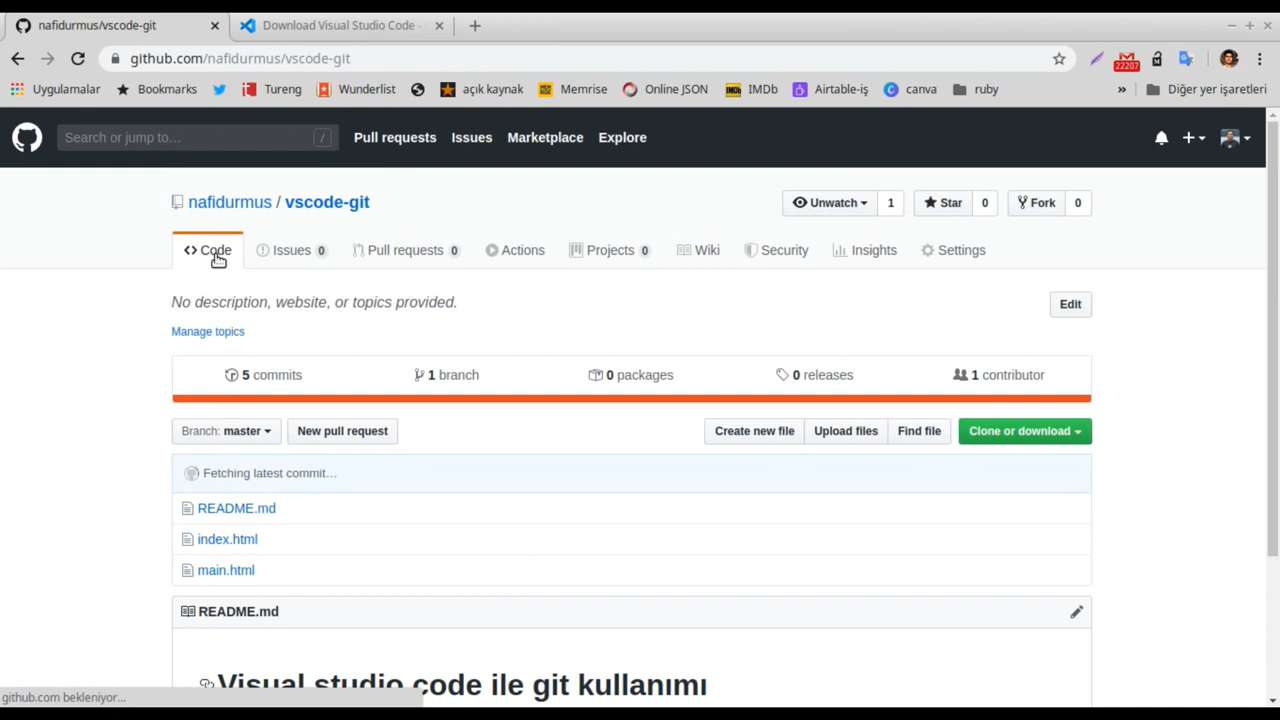 nafidurmus/vscode-git
Download Visual Studio Code -
github.com/nafidurmus/vscode-git
22207
Uygulamalar Bookmarks Tureng Wunderlist açık kaynak Memrise Online JSON IMDb Airtable-iş canva ruby » Diğer yer işaretleri
Search or jump to… / Pull requests Issues Marketplace Explore
nafidurmus / vscode-git Unwatch 1 Star 0 Fork 0
Code Issues 0 Pull requests 0 Actions Projects 0 Wiki Security Insights Settings
No description, website, or topics provided. Edit
Manage topics
5 commits 1 branch 0 packages 0 releases 1 contributor
Branch: master New pull request Create new file Upload files Find file Clone or download
Fetching latest commit…
README.md
index.html
main.html
README.md
Visual studio code ile git kullanımı
github.com bekleniyor...